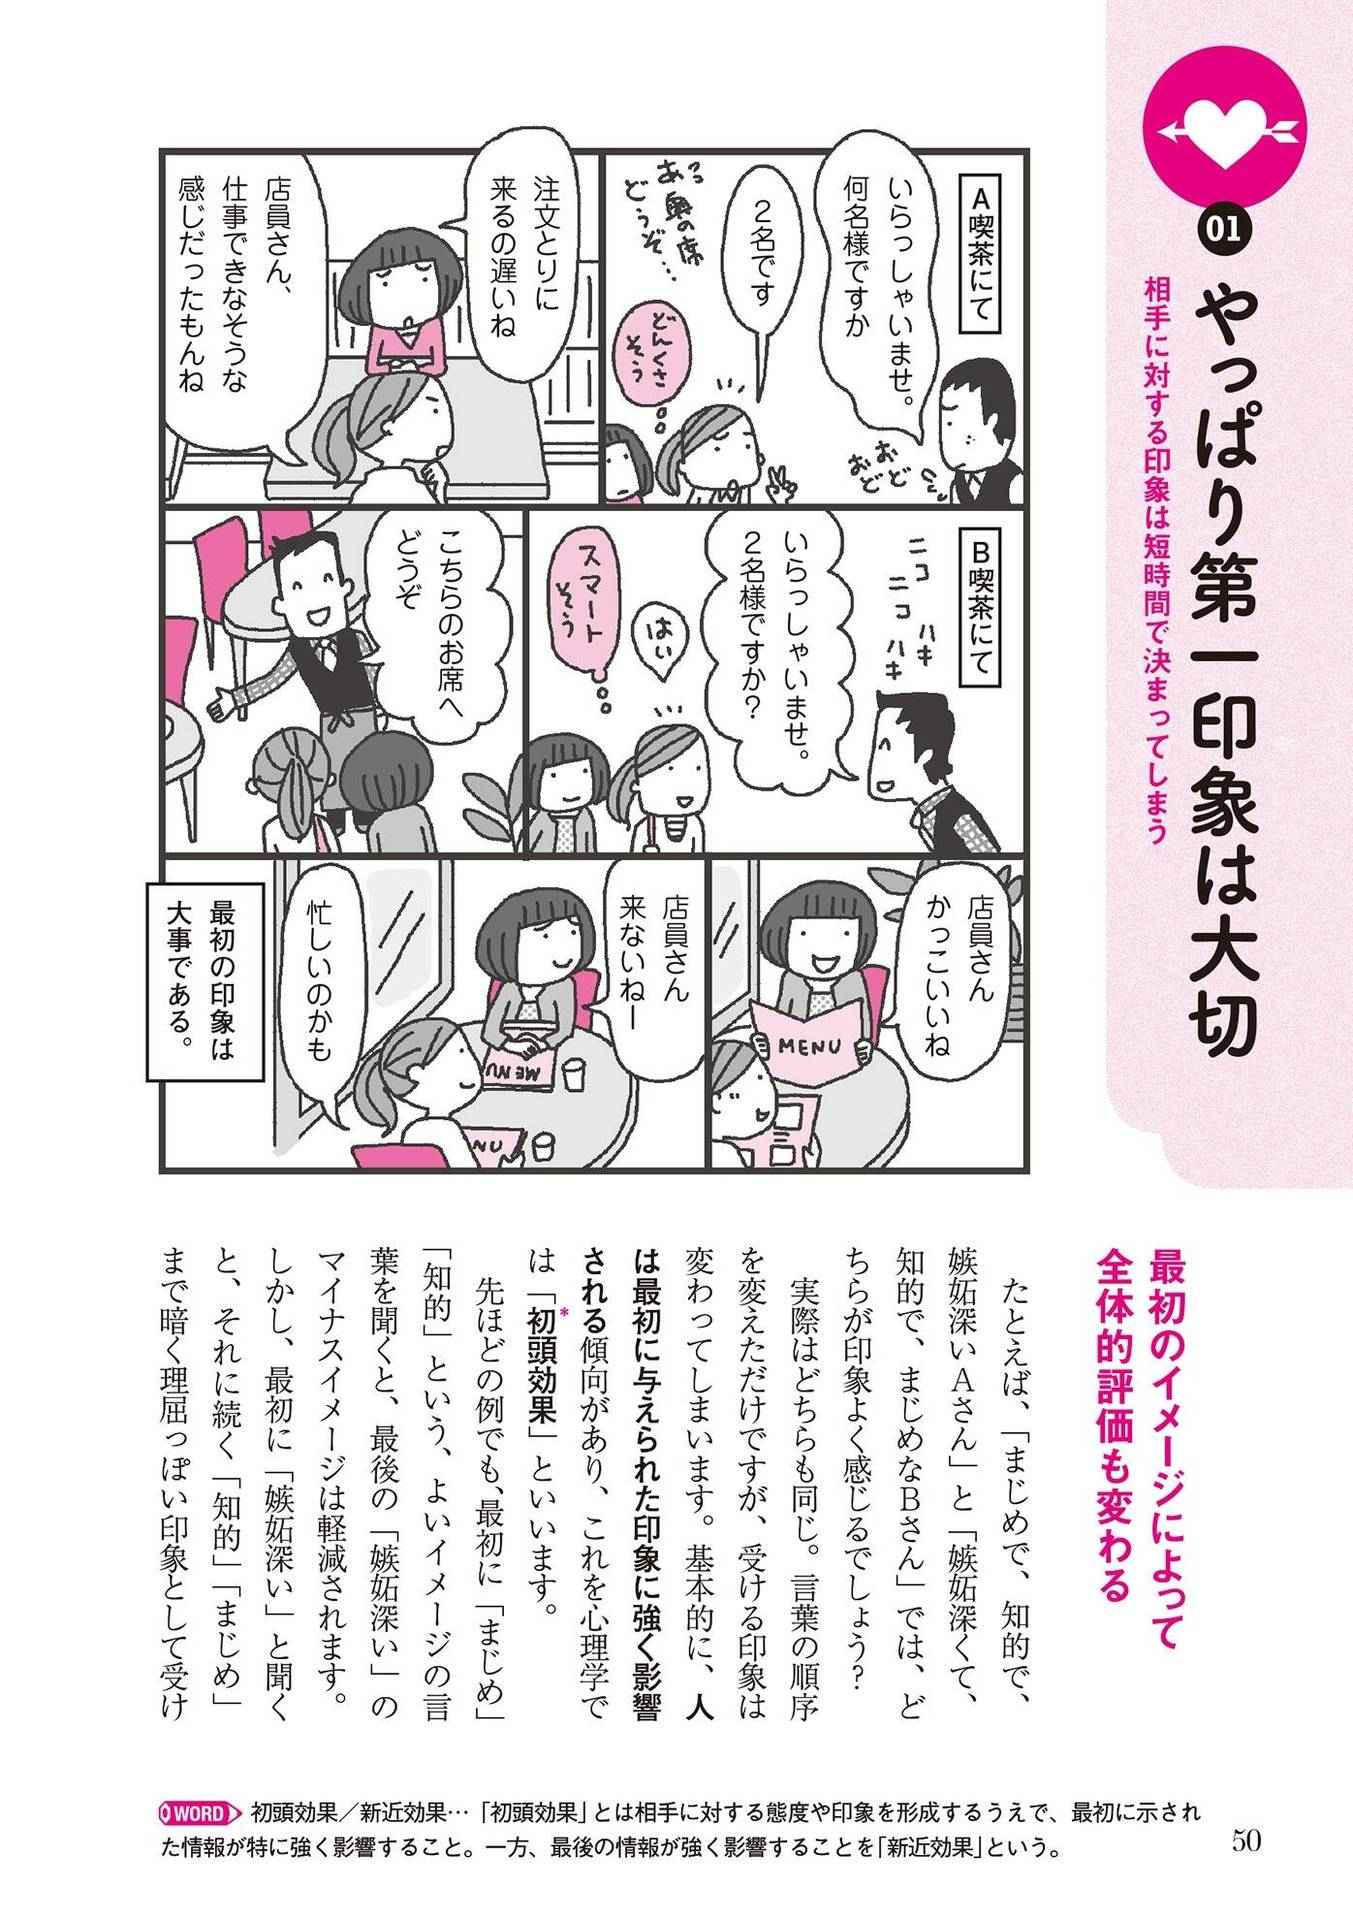 01
やっぱり第一印象は大切
相手に対する印象は短時間で決まってしまう
A喫茶にて
いらっしゃいませ。
何名様ですか
おど
おど
2名です
どんくさ
そう
あっ
奥の席
どうぞ…
注文とりに
来るの遅いね
店員さん、
仕事できなそうな
感じだったもんね
B喫茶にて
ニコ
ニコ
ハキ
ハキ
いらっしゃいませ。
2名様ですか?
はい
スマート
そう
こちらのお席へ
どうぞ
店員さん
かっこいいね
MENU
店員さん
来ないねー
MENU
忙しいのかも
NU
最初の印象は
大事である。
最初のイメージによって
全体的評価も変わる
たとえば、「まじめで、知的で、
嫉妬深いAさん」と「嫉妬深くて、
知的で、まじめなBさん」では、ど
ちらが印象よく感じるでしょう?
実際はどちらも同じ。言葉の順序
を変えただけですが、受ける印象は
変わってしまいます。基本的に、人
は最初に与えられた印象に強く影響
される傾向があり、これを心理学で
は「初頭効果*」といいます。
先ほどの例でも、最初に「まじめ」
「知的」という、よいイメージの言
葉を聞くと、最後の「嫉妬深い」の
マイナスイメージは軽減されます。
しかし、最初に「嫉妬深い」と聞く
と、それに続く「知的」「まじめ」
まで暗く理屈っぽい印象として受け
WORD 初頭効果/新近効果…「初頭効果」とは相手に対する態度や印象を形成するうえで、最初に示され
た情報が特に強く影響すること。一方、最後の情報が強く影響することを「新近効果」という。
50